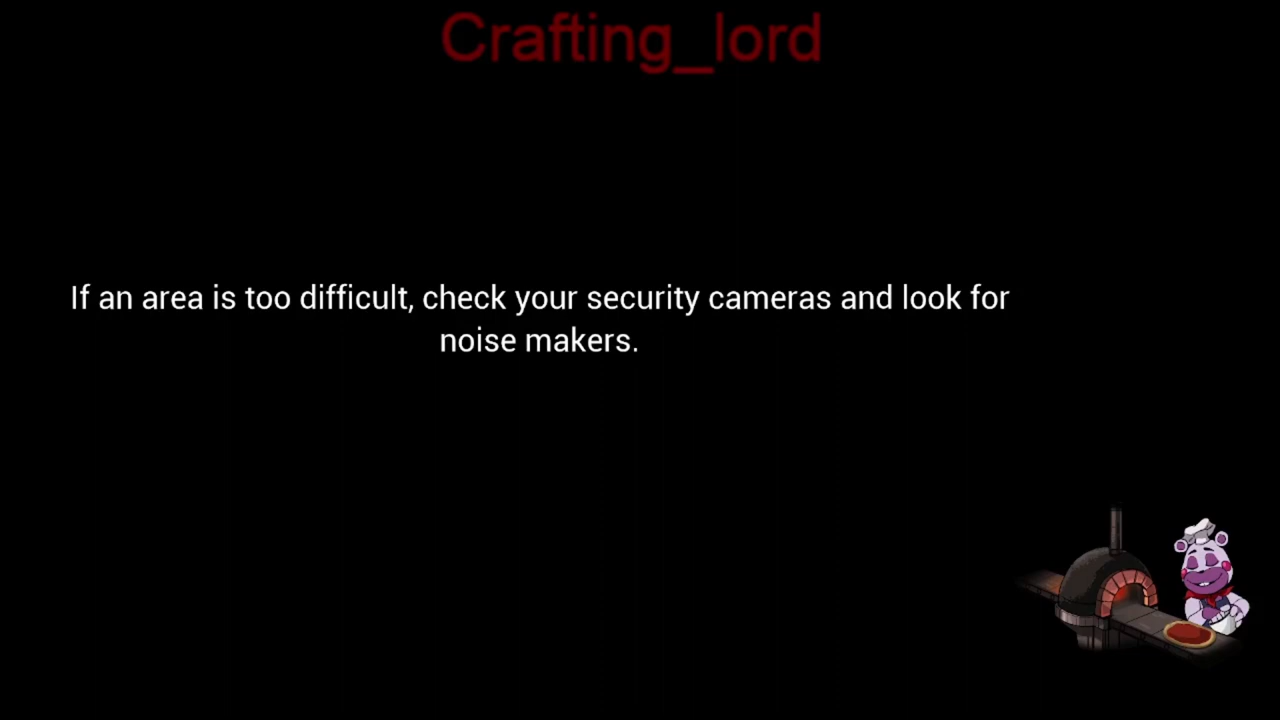 Crafting_lord
If an area is too difficult, check your security cameras and look for
noise makers.